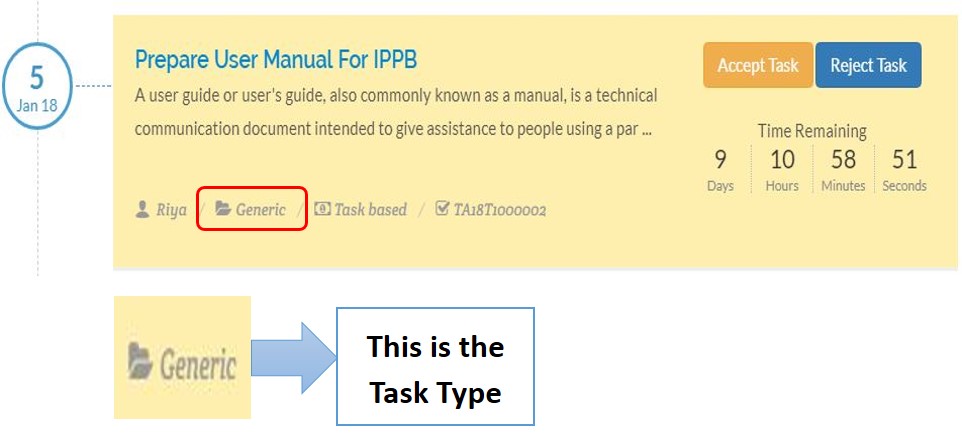 5
Jan 18
Prepare User Manual For IPPB
A user guide or user's guide, also commonly known as a manual, is a technical
communication document intended to give assistance to people using a par ...
Riya / Generic / Task based / TA18T1000002
Accept Task Reject Task
Time Remaining
9 10 58 51
Days Hours Minutes Seconds
Generic
This is the
Task Type